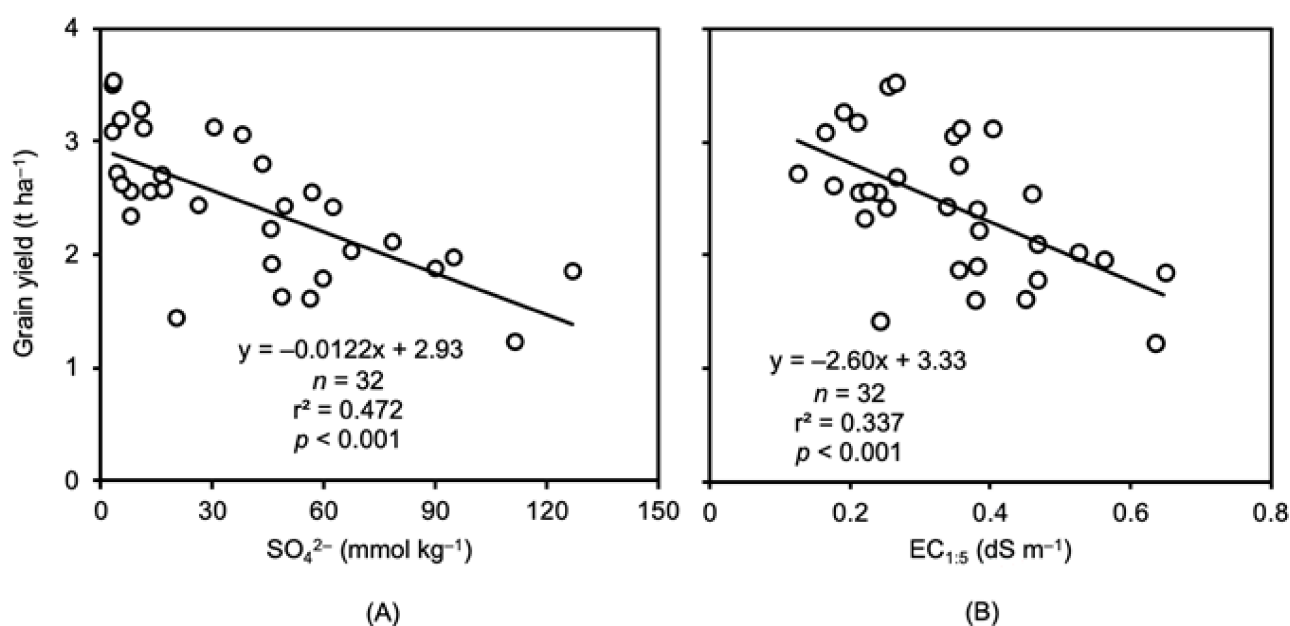 Grain yield (t ha⁻¹)
4
3
2
1
0
y = –0.0122x + 2.93
n = 32
r² = 0.472
p < 0.001
0 30 60 90 120 150
SO₄²⁻ (mmol kg⁻¹)
(A)
y = –2.60x + 3.33
n = 32
r² = 0.337
p < 0.001
0 0.2 0.4 0.6 0.8
EC₁:₅ (dS m⁻¹)
(B)